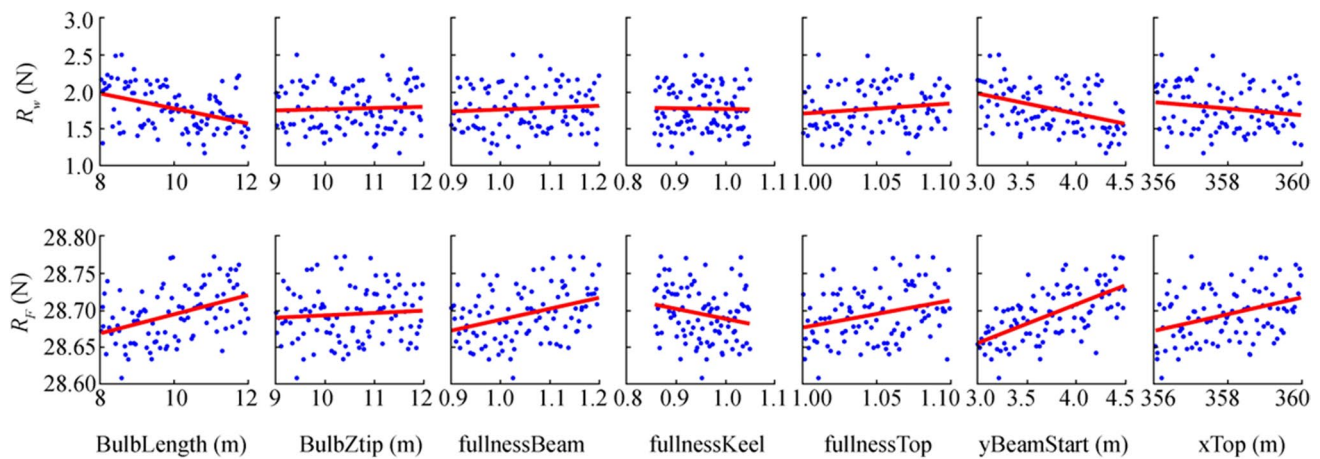 3.0
2.5
2.0
1.5
1.0
R_w (N)
8 10 12 9 10 11 12 0.9 1.0 1.1 1.2 0.8 0.9 1.0 1.1 1.00 1.05 1.10 3.0 3.5 4.0 4.5 356 358 360
28.80
28.75
28.70
28.65
28.60
R_F (N)
8 10 12 9 10 11 12 0.9 1.0 1.1 1.2 0.8 0.9 1.0 1.1 1.00 1.05 1.10 3.0 3.5 4.0 4.5 356 358 360
BulbLength (m) BulbZtip (m) fullnessBeam fullnessKeel fullnessTop yBeamStart (m) xTop (m)